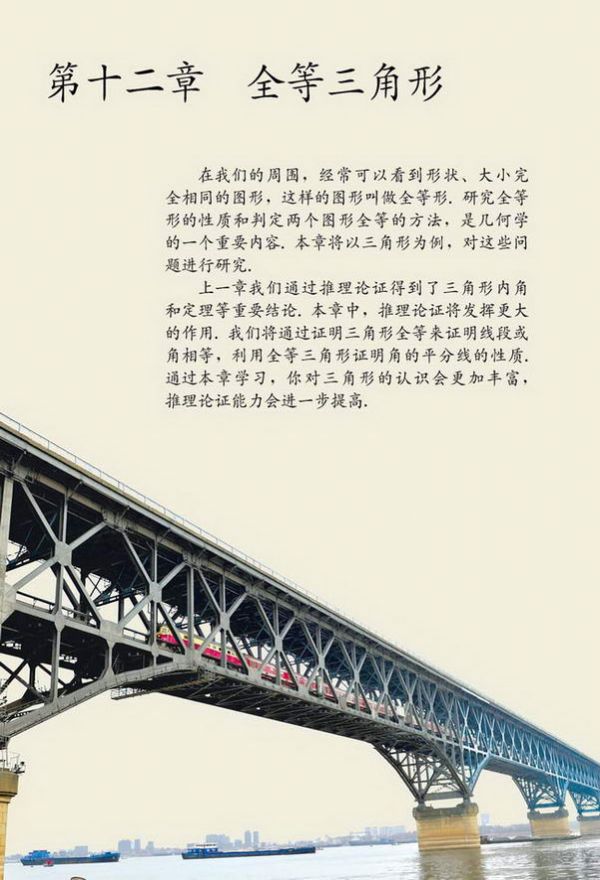 第十二章 全等三角形
在我们的周围，经常可以看到形状、大小完
全相同的图形，这样的图形叫做全等形. 研究全等
形的性质和判定两个图形全等的方法，是几何学
的一个重要内容. 本章将以三角形为例，对这些问
题进行研究.
上一章我们通过推理论证得到了三角形内角
和定理等重要结论. 本章中，推理论证将发挥更大
的作用. 我们将通过证明三角形全等来证明线段或
角相等，利用全等三角形证明角的平分线的性质.
通过本章学习，你对三角形的认识会更加丰富，
推理论证能力会进一步提高.